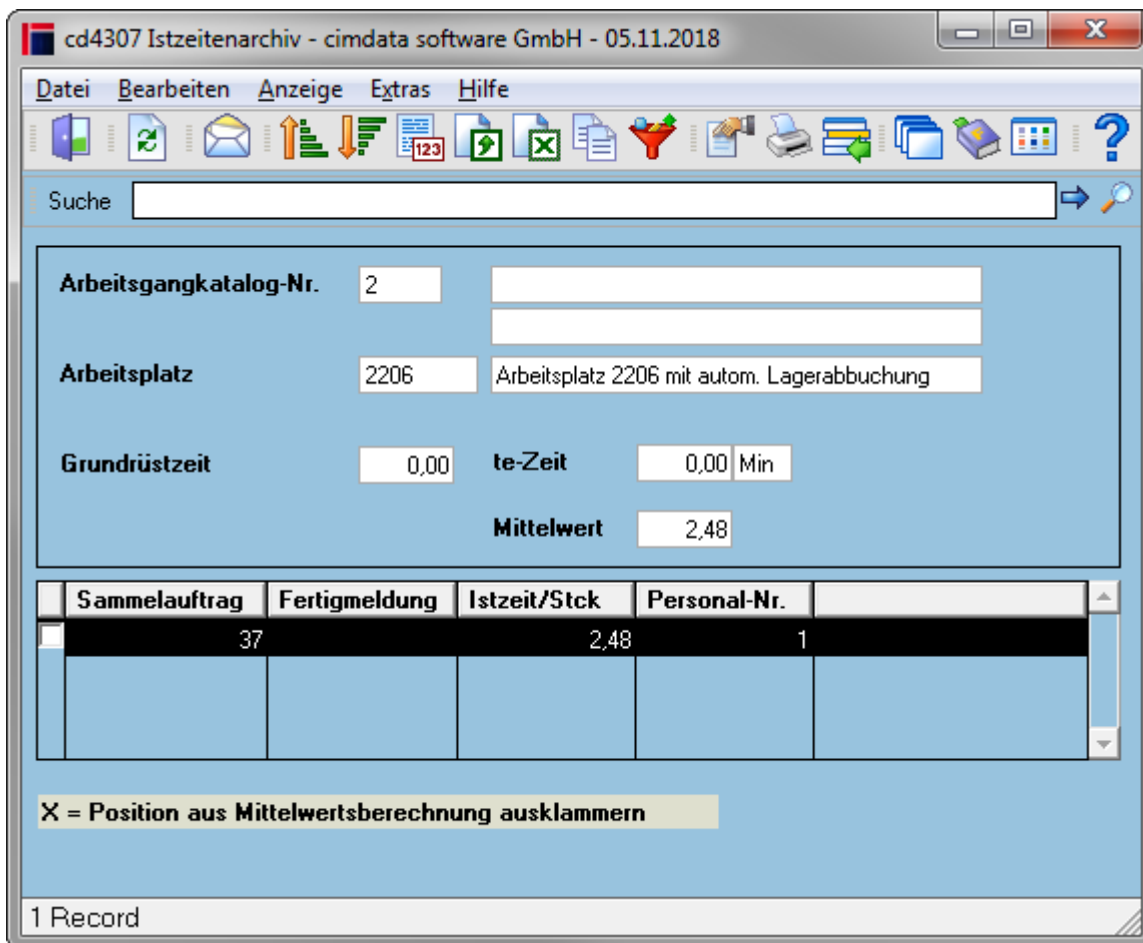 cd4307 Istzeitenarchiv - cimdata software GmbH - 05.11.2018
Datei Bearbeiten Anzeige Extras Hilfe
123
Suche
Arbeitsgangkatalog-Nr. 2
Arbeitsplatz 2206 Arbeitsplatz 2206 mit autom. Lagerabbuchung
Grundrüstzeit 0,00 te-Zeit 0,00 Min
Mittelwert 2,48
Sammelauftrag Fertigmeldung Istzeit/Stck Personal-Nr.
37 2,48 1
X = Position aus Mittelwertsberechnung ausklammern
1 Record